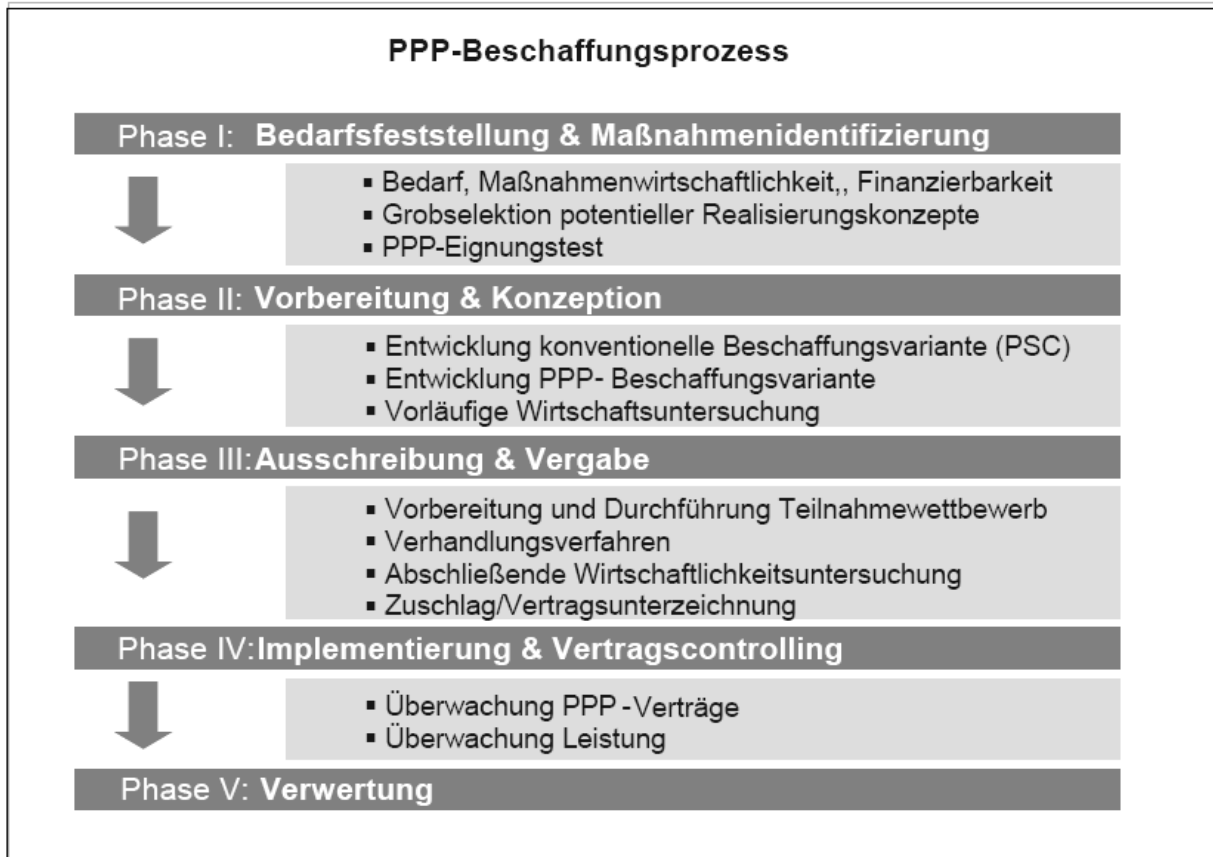 PPP-Beschaffungsprozess
Phase I: Bedarfsfeststellung & Maßnahmenidentifizierung
▪ Bedarf, Maßnahmenwirtschaftlichkeit,, Finanzierbarkeit
▪ Grobselektion potentieller Realisierungskonzepte
▪ PPP-Eignungstest
Phase II: Vorbereitung & Konzeption
▪ Entwicklung konventionelle Beschaffungsvariante (PSC)
▪ Entwicklung PPP- Beschaffungsvariante
▪ Vorläufige Wirtschaftsuntersuchung
Phase III: Ausschreibung & Vergabe
▪ Vorbereitung und Durchführung Teilnahmewettbewerb
▪ Verhandlungsverfahren
▪ Abschließende Wirtschaftlichkeitsuntersuchung
▪ Zuschlag/Vertragsunterzeichnung
Phase IV: Implementierung & Vertragscontrolling
▪ Überwachung PPP -Verträge
▪ Überwachung Leistung
Phase V: Verwertung